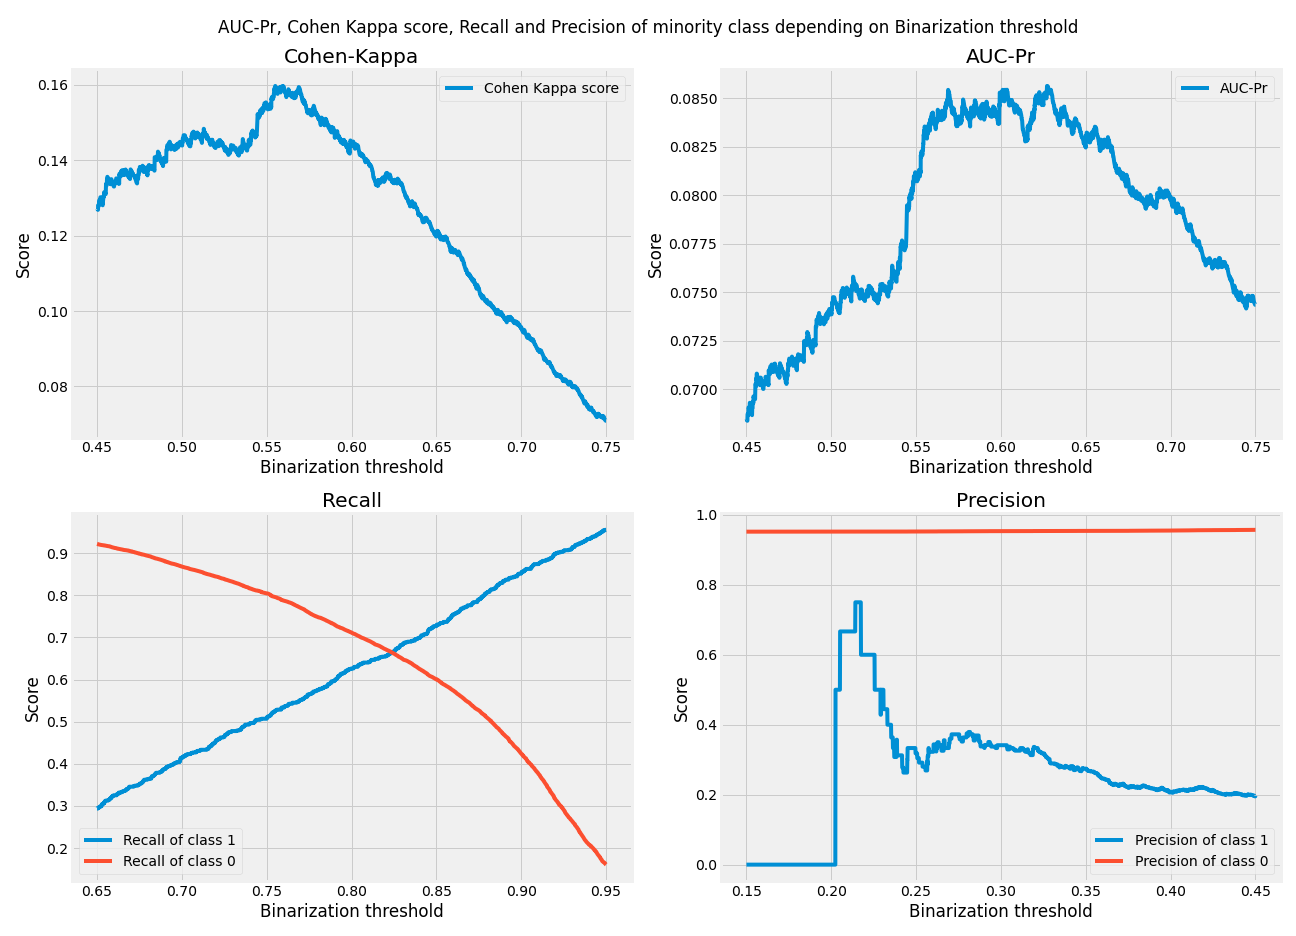 AUC-Pr, Cohen Kappa score, Recall and Precision of minority class depending on Binarization threshold
Cohen-Kappa
Cohen Kappa score
Score
0.16
0.14
0.12
0.10
0.08
0.45 0.50 0.55 0.60 0.65 0.70 0.75
Binarization threshold
AUC-Pr
AUC-Pr
Score
0.0850
0.0825
0.0800
0.0775
0.0750
0.0725
0.0700
0.45 0.50 0.55 0.60 0.65 0.70 0.75
Binarization threshold
Recall
Score
0.9
0.8
0.7
0.6
0.5
0.4
0.3
0.2
Recall of class 1
Recall of class 0
0.65 0.70 0.75 0.80 0.85 0.90 0.95
Binarization threshold
Precision
Score
1.0
0.8
0.6
0.4
0.2
0.0
Precision of class 1
Precision of class 0
0.15 0.20 0.25 0.30 0.35 0.40 0.45
Binarization threshold